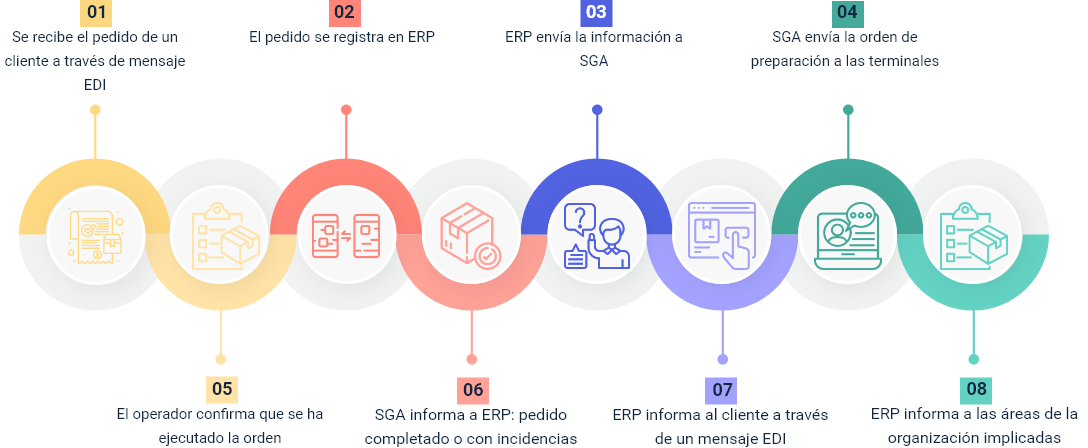 01
Se recibe el pedido de un
cliente a través de mensaje
EDI
02
El pedido se registra en ERP
03
ERP envía la información a
SGA
04
SGA envía la orden de
preparación a las terminales
05
El operador confirma que se ha
ejecutado la orden
06
SGA informa a ERP: pedido
completado o con incidencias
07
ERP informa al cliente a través
de un mensaje EDI
08
ERP informa a las áreas de la
organización implicadas